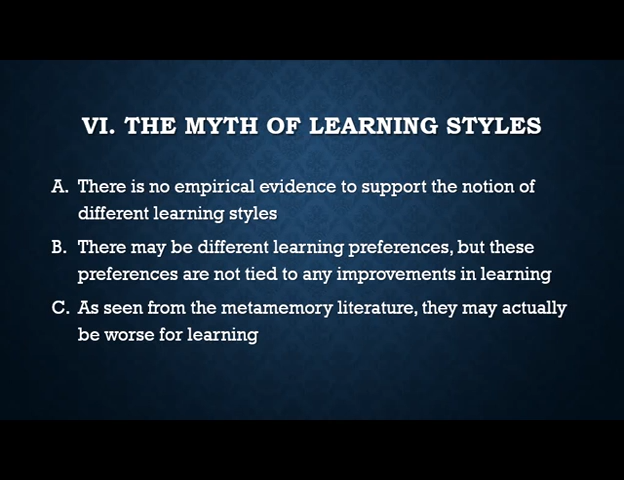 VI. THE MYTH OF LEARNING STYLES
A. There is no empirical evidence to support the notion of
different learning styles
B. There may be different learning preferences, but these
preferences are not tied to any improvements in learning
C. As seen from the metamemory literature, they may actually
be worse for learning